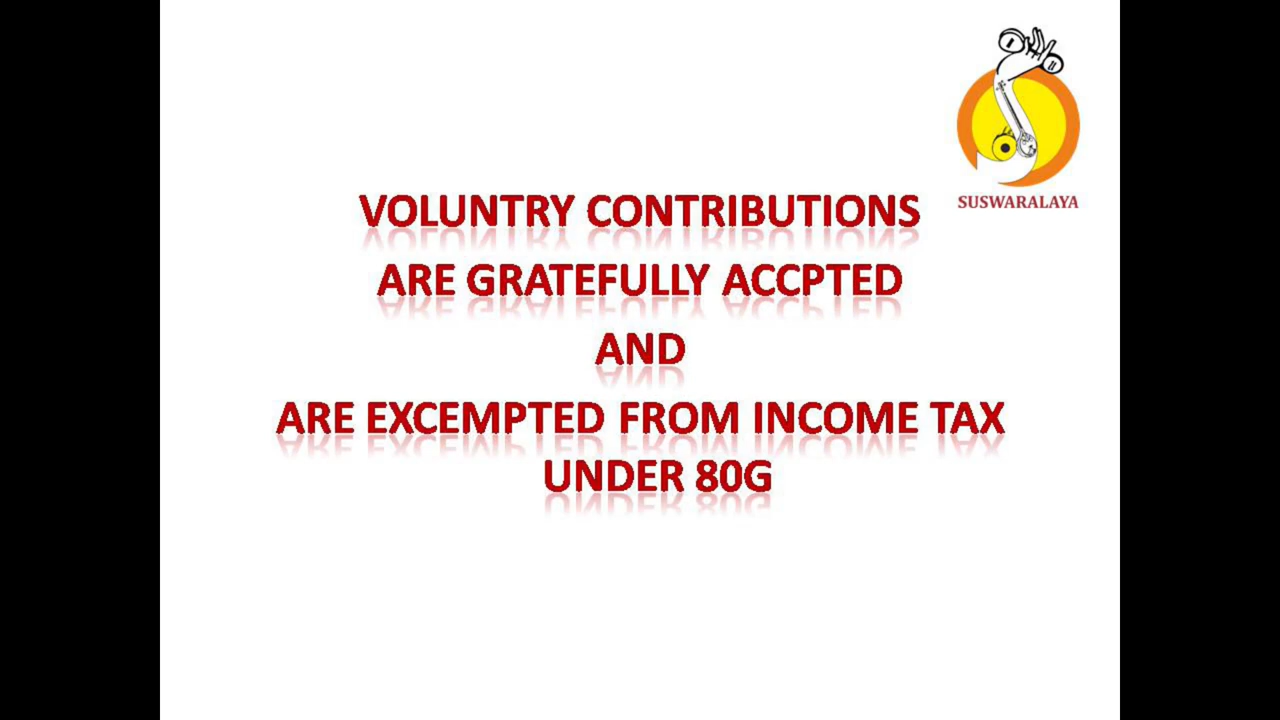 SUSWARALAYA
VOLUNTRY CONTRIBUTIONS
ARE GRATEFULLY ACCPTED
AND
ARE EXCEMPTED FROM INCOME TAX
UNDER 80G